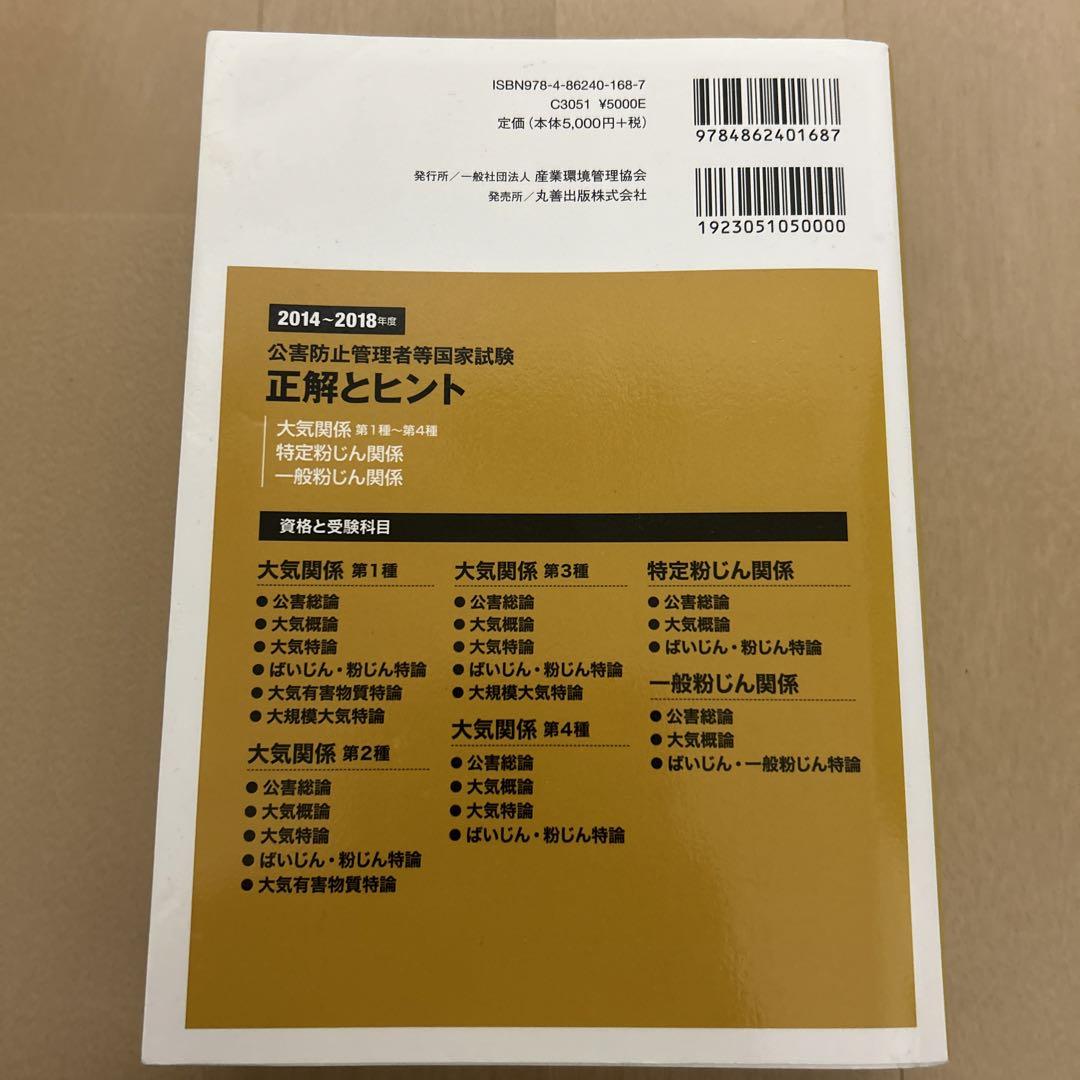 ISBN978-4-86240-168-7
C3051 ¥5000E
定価（本体5,000円+税）
9784862401687
発行所／一般社団法人 産業環境管理協会
発売所／丸善出版株式会社
1923051050000
2014～2018年度
公害防止管理者等国家試験
正解とヒント
大気関係 第1種～第4種
特定粉じん関係
一般粉じん関係
資格と受験科目
大気関係 第1種
● 公害総論
● 大気概論
● 大気特論
● ばいじん・粉じん特論
● 大気有害物質特論
● 大規模大気特論
大気関係 第2種
● 公害総論
● 大気概論
● 大気特論
● ばいじん・粉じん特論
● 大気有害物質特論
大気関係 第3種
● 公害総論
● 大気概論
● 大気特論
● ばいじん・粉じん特論
● 大規模大気特論
大気関係 第4種
● 公害総論
● 大気概論
● 大気特論
● ばいじん・粉じん特論
特定粉じん関係
● 公害総論
● 大気概論
● ばいじん・粉じん特論
一般粉じん関係
● 公害総論
● 大気概論
● ばいじん・一般粉じん特論